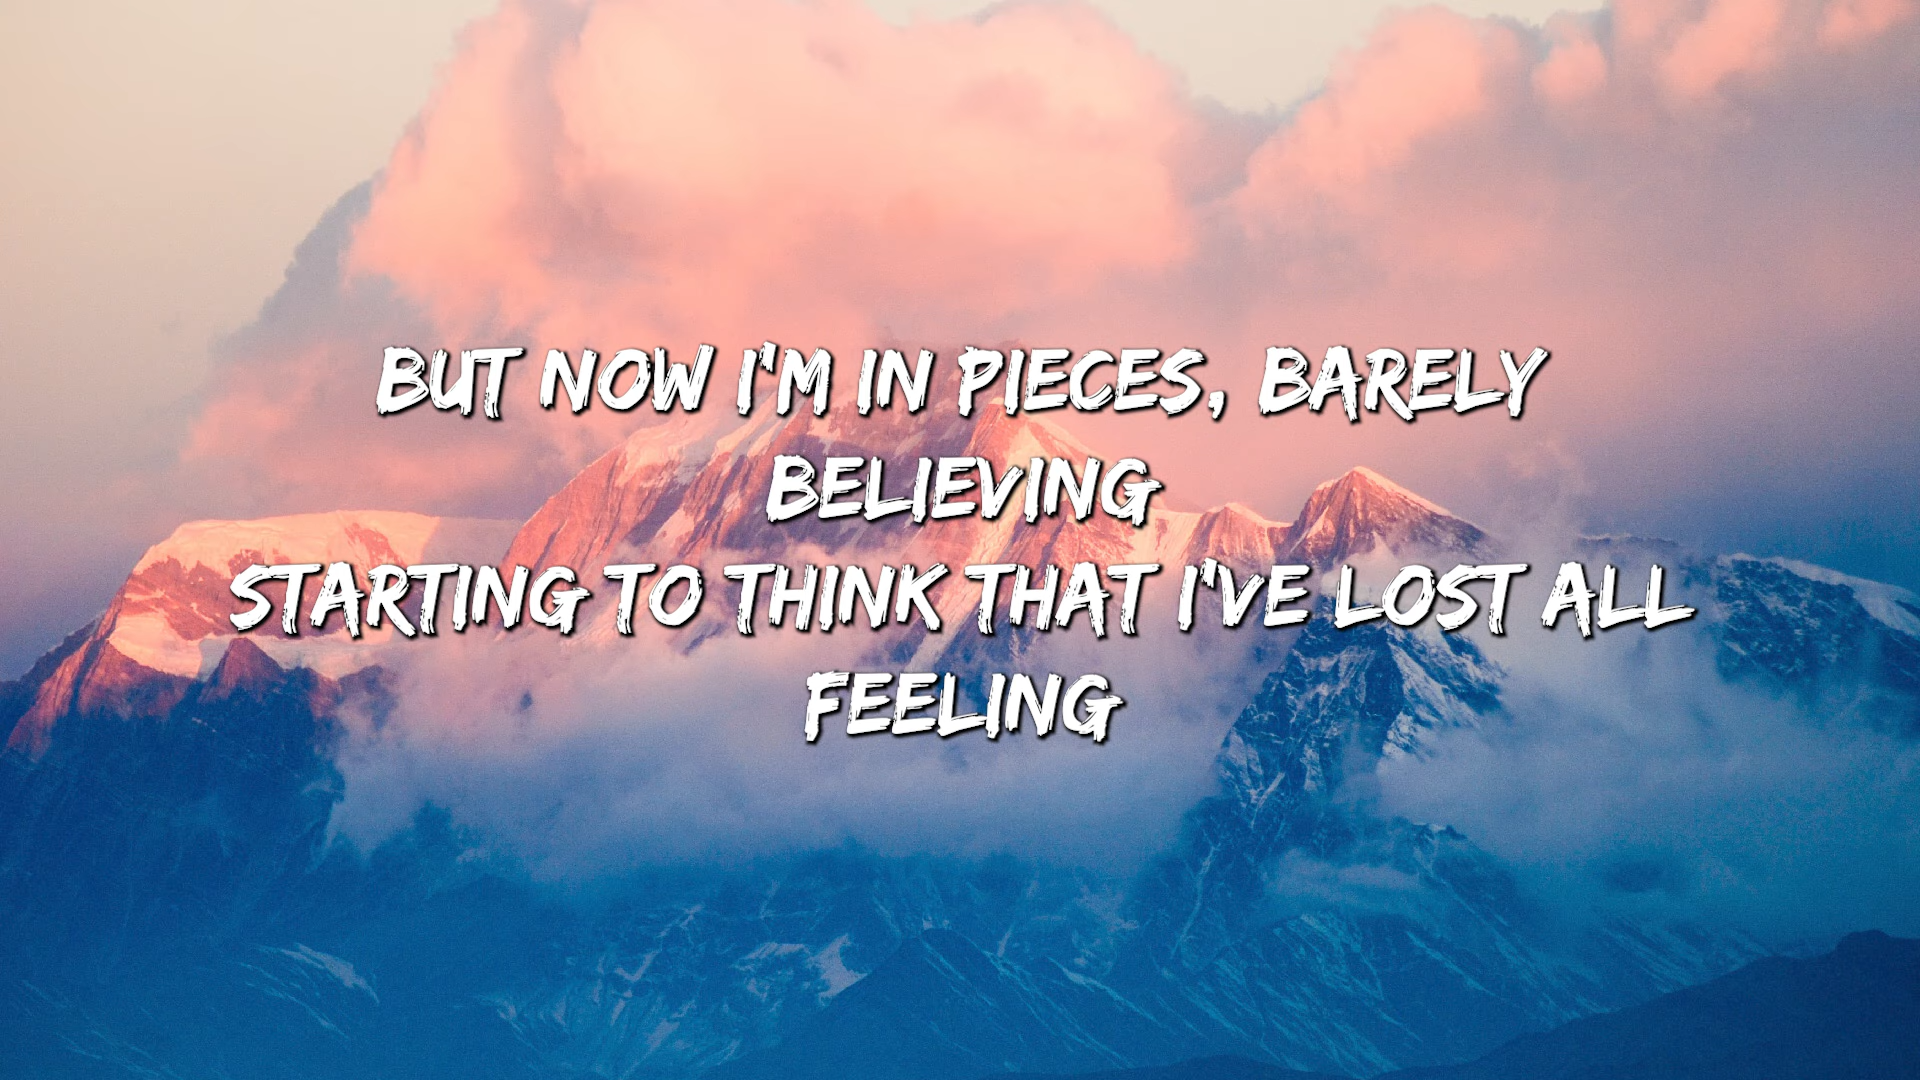 BUT NOW I'M IN PIECES, BARELY
BELIEVING
STARTING TO THINK THAT I'VE LOST ALL
FEELING